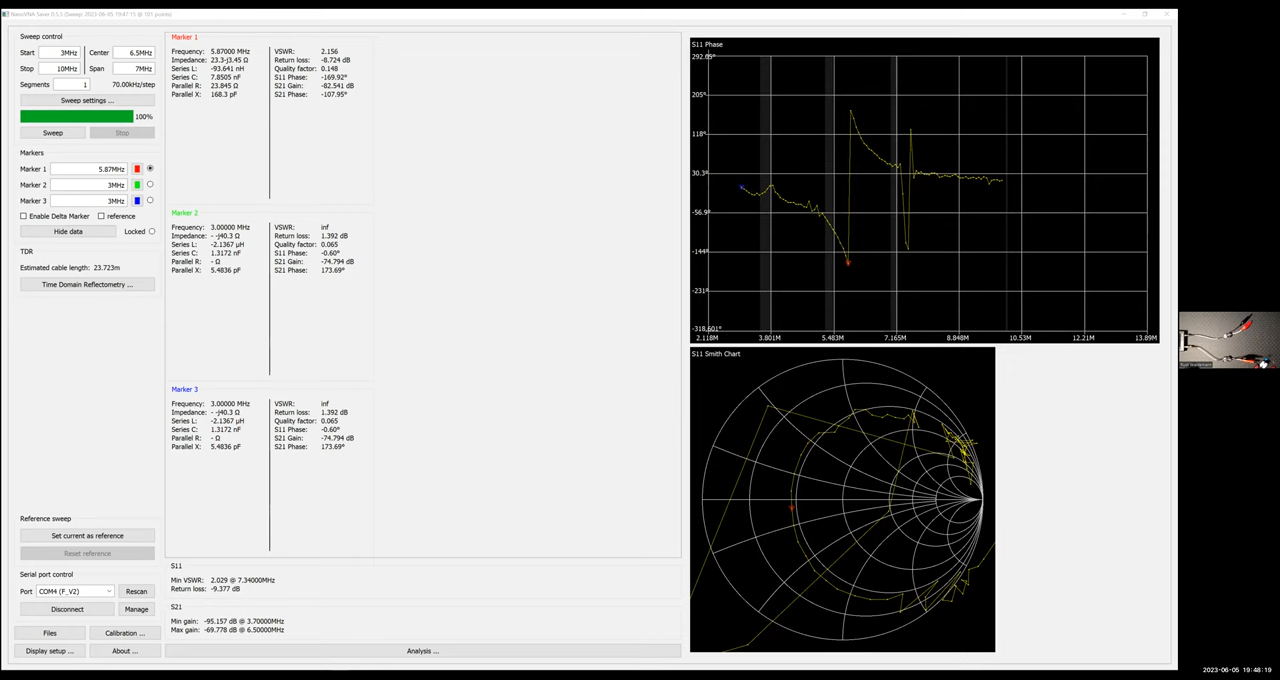 NanoVNA Saver 0.5.5 (Sweep: 2023-06-05 19:47:15 @ 101 points)
Sweep control
Start 3MHz Center 6.5MHz
Stop 10MHz Span 7MHz
Segments 1 70.00kHz/step
Sweep settings ...
100%
Sweep Stop
Markers
Marker 1 5.87MHz
Marker 2 3MHz
Marker 3 3MHz
Enable Delta Marker reference
Hide data Locked
TDR
Estimated cable length: 23.723m
Time Domain Reflectometry ...
Reference sweep
Set current as reference
Reset reference
Serial port control
Port COM4 (F_V2) Rescan
Disconnect Manage
Files Calibration ...
Display setup ... About ...
Marker 1
Frequency: 5.87000 MHz VSWR: 2.156
Impedance: 23.3-j3.45 Ω Return loss: -8.724 dB
Series L: -93.641 nH Quality factor: 0.148
Series C: 7.8505 nF S11 Phase: -169.92°
Parallel R: 23.845 Ω S21 Gain: -82.541 dB
Parallel X: 168.3 pF S21 Phase: -107.95°
Marker 2
Frequency: 3.00000 MHz VSWR: inf
Impedance: - -j40.3 Ω Return loss: 1.392 dB
Series L: -2.1367 μH Quality factor: 0.065
Series C: 1.3172 nF S11 Phase: -0.60°
Parallel R: - Ω S21 Gain: -74.794 dB
Parallel X: 5.4836 pF S21 Phase: 173.69°
Marker 3
Frequency: 3.00000 MHz VSWR: inf
Impedance: - -j40.3 Ω Return loss: 1.392 dB
Series L: -2.1367 μH Quality factor: 0.065
Series C: 1.3172 nF S11 Phase: -0.60°
Parallel R: - Ω S21 Gain: -74.794 dB
Parallel X: 5.4836 pF S21 Phase: 173.69°
S11
Min VSWR: 2.029 @ 7.34000MHz
Return loss: -9.377 dB
S21
Min gain: -95.157 dB @ 3.70000MHz
Max gain: -69.778 dB @ 6.50000MHz
Analysis ...
S11 Phase
292.05°
205°
118°
30.3°
-56.9°
-144°
-231°
-318.601°
2.118M 3.801M 5.483M 7.165M 8.848M 10.53M 12.21M 13.89M
S11 Smith Chart
2023-06-05 19:48:19